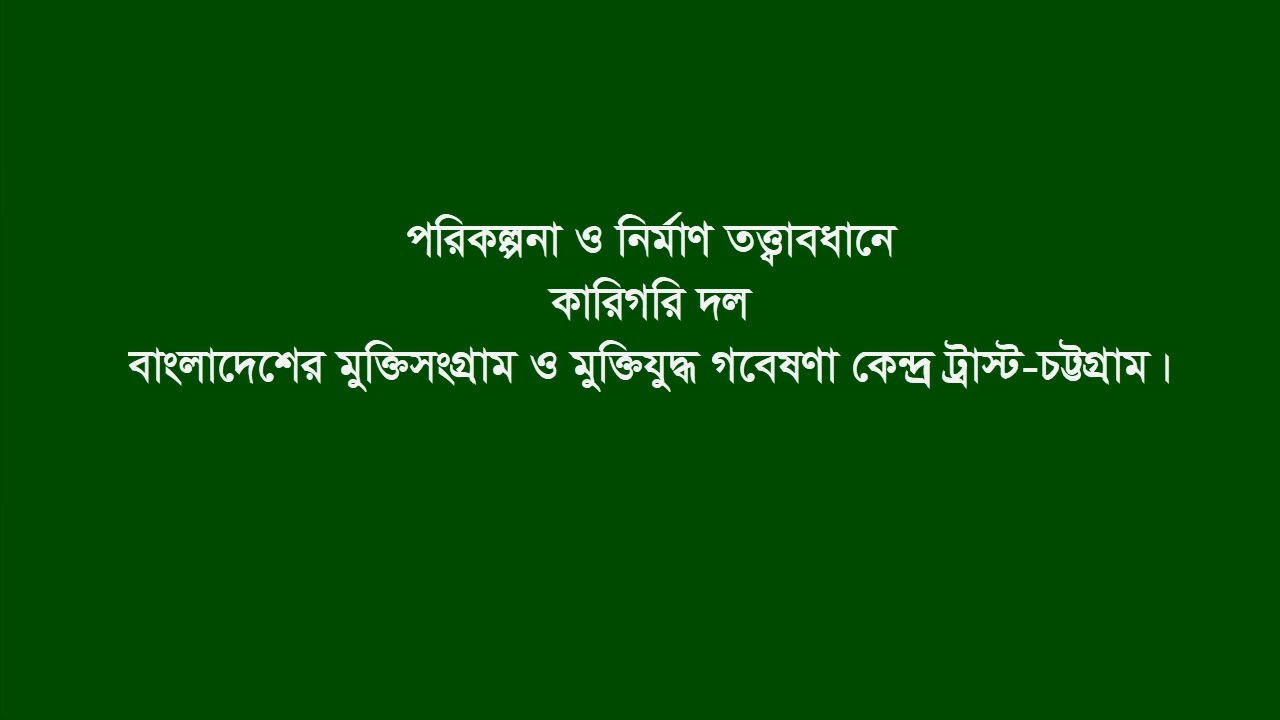 পরিকল্পনা ও নির্মাণ তত্ত্বাবধানে
কারিগরি দল
বাংলাদেশের মুক্তিসংগ্রাম ও মুক্তিযুদ্ধ গবেষণা কেন্দ্র ট্রাস্ট-চট্টগ্রাম।